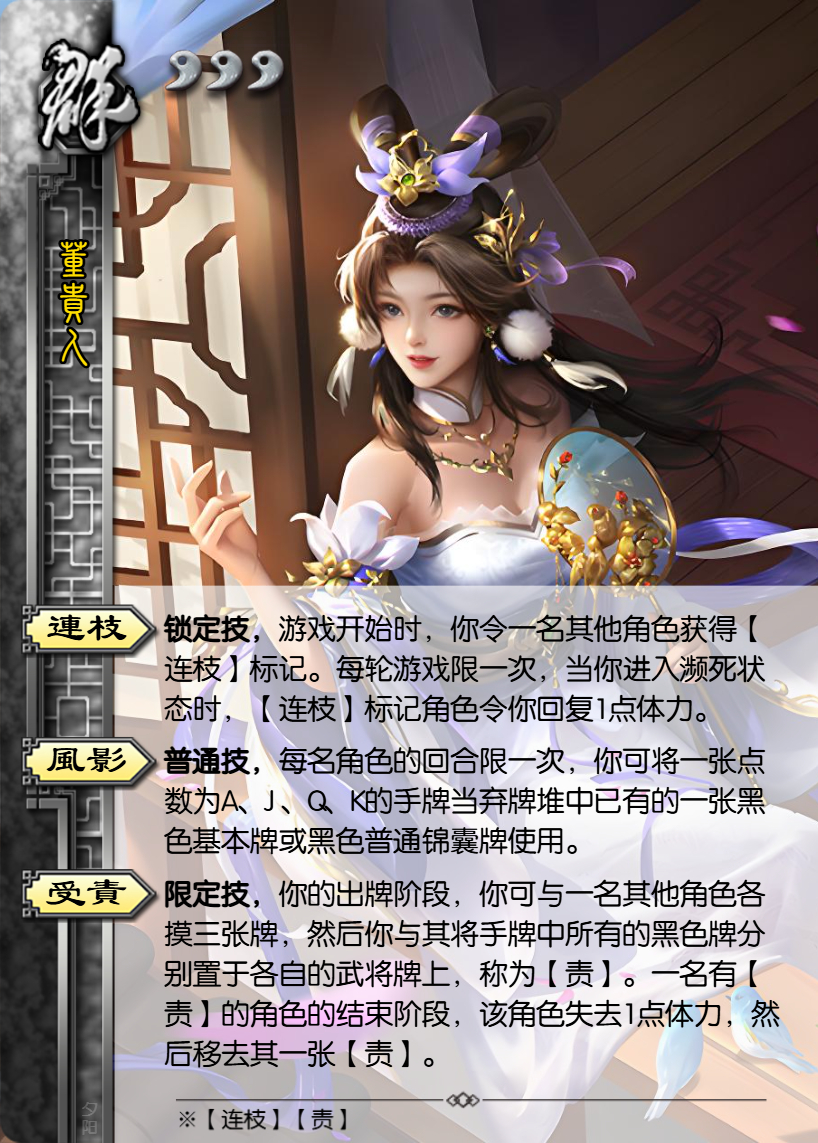 群
董貴人
連枝
锁定技，游戏开始时，你令一名其他角色获得【
连枝】标记。每轮游戏限一次，当你进入濒死状
态时，【连枝】标记角色令你回复1点体力。
風影
普通技，每名角色的回合限一次，你可将一张点
数为A、J、Q、K的手牌当弃牌堆中已有的一张黑
色基本牌或黑色普通锦囊牌使用。
受責
限定技，你的出牌阶段，你可与一名其他角色各
摸三张牌，然后你与其将手牌中所有的黑色牌分
别置于各自的武将牌上，称为【责】。一名有【
责】的角色的结束阶段，该角色失去1点体力，然
后移去其一张【责】。
※【连枝】【责】
夕阳